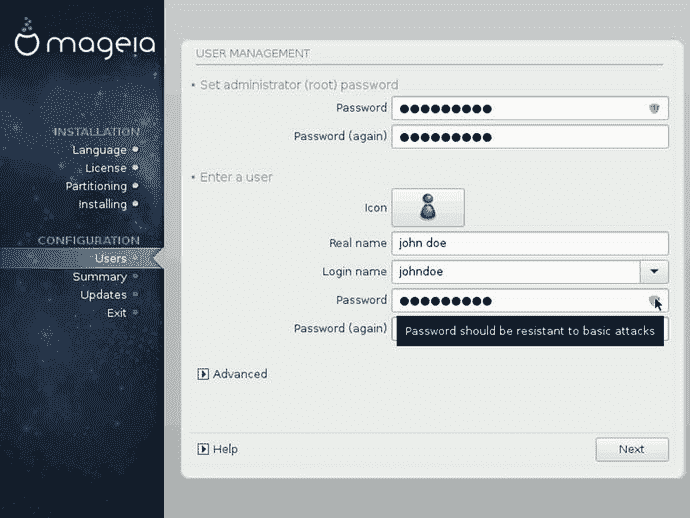 mageia
INSTALLATION
Language
License
Partitioning
Installing
CONFIGURATION
Users
Summary
Updates
Exit
USER MANAGEMENT
• Set administrator (root) password
Password ●●●●●●●●●
Password (again) ●●●●●●●●●
• Enter a user
Icon
Real name john doe
Login name johndoe
Password ●●●●●●●●●
Password (again)
Password should be resistant to basic attacks
Advanced
Help
Next